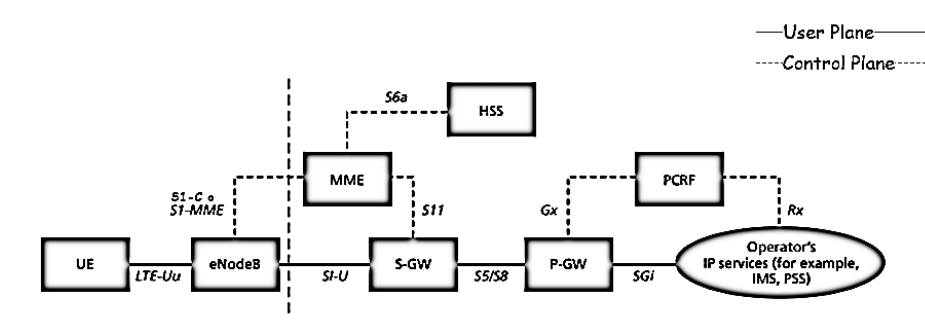 User Plane
Control Plane
S6a
HSS
MME
PCRF
S1-C o
S1-MME
S11
Gx
Rx
UE
LTE-Uu
eNodeB
SI-U
S-GW
S5/S8
P-GW
SGi
Operator's
IP services (for example,
IMS, PSS)